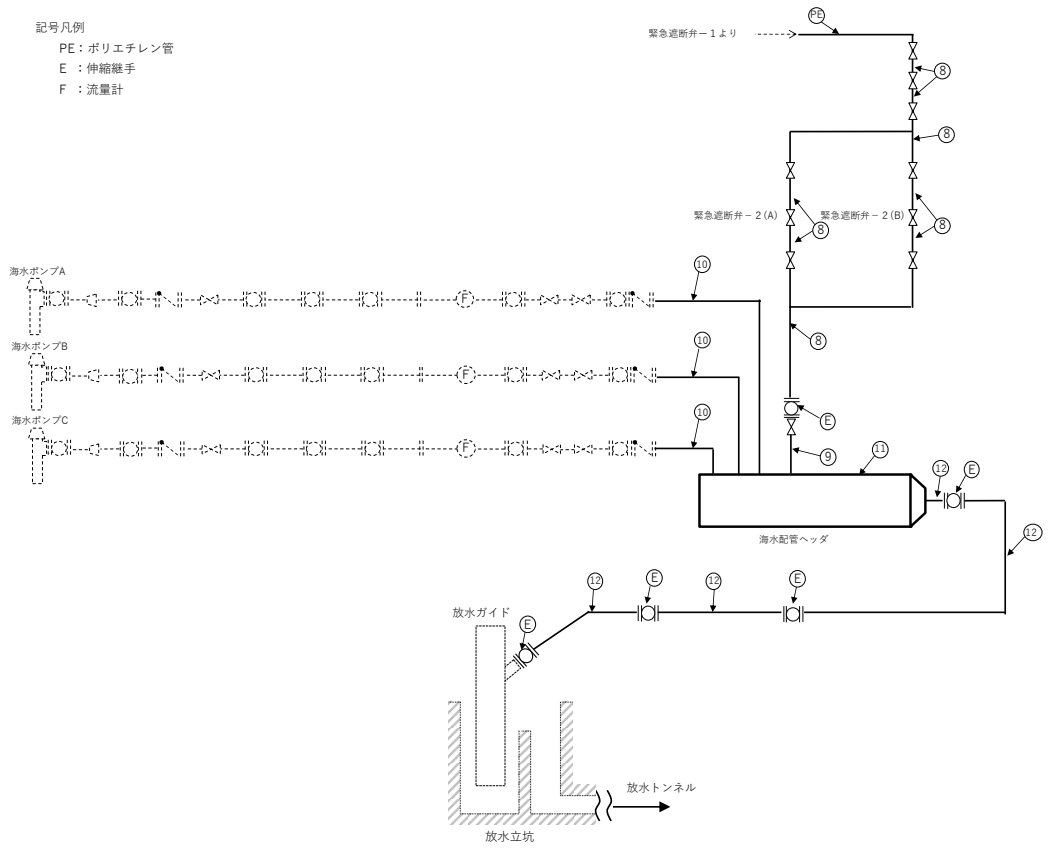 記号凡例
PE：ポリエチレン管
E ：伸縮継手
F ：流量計
PE
緊急遮断弁－1より
8
8
緊急遮断弁－2(A)
緊急遮断弁－2(B)
8
8
海水ポンプA
F
10
8
海水ポンプB
F
10
海水ポンプC
F
10
E
9
11
12
E
海水配管ヘッダ
12
12
E
12
E
放水ガイド
E
放水トンネル
放水立坑